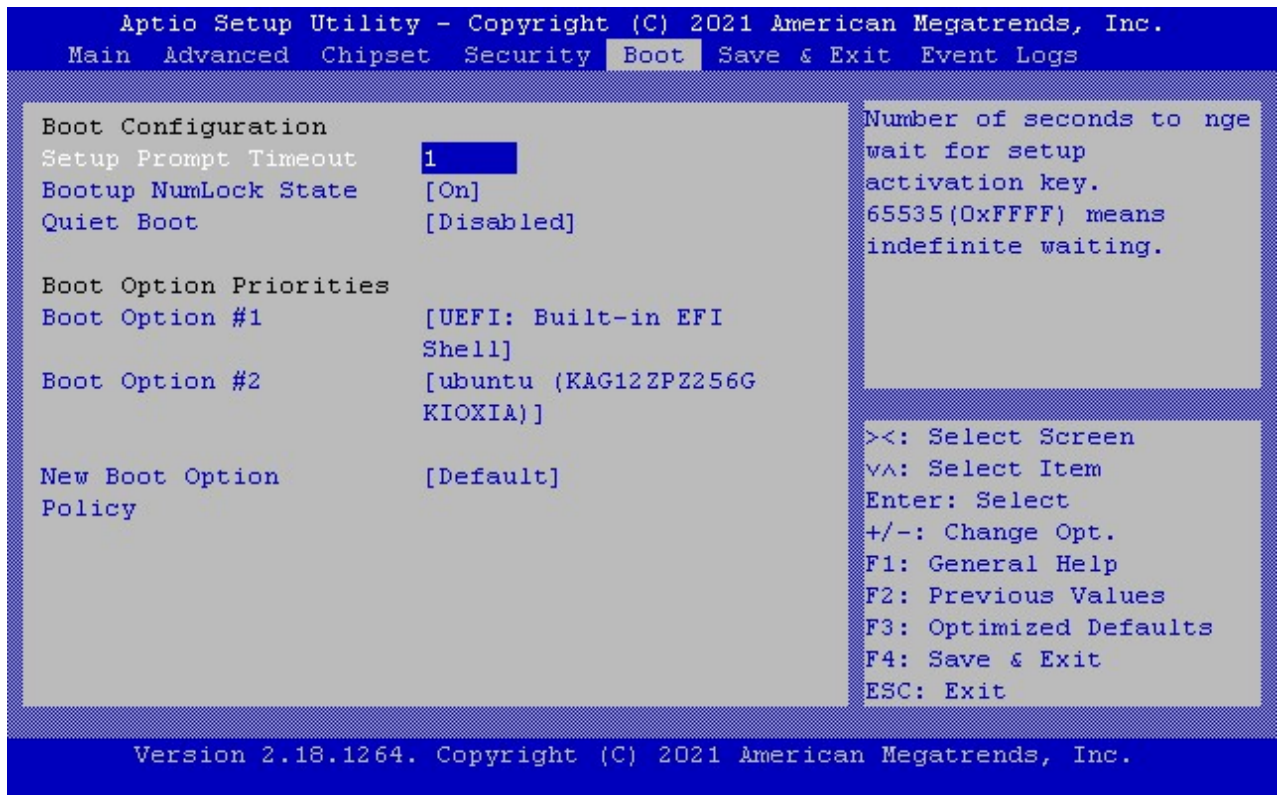 Aptio Setup Utility – Copyright (C) 2021 American Megatrends, Inc.
Main Advanced Chipset Security Boot Save & Exit Event Logs
Boot Configuration
Setup Prompt Timeout 1
Bootup NumLock State [On]
Quiet Boot [Disabled]
Boot Option Priorities
Boot Option #1 [UEFI: Built-in EFI
Shell]
Boot Option #2 [ubuntu (KAG12ZPZ256G
KIOXIA)]
New Boot Option [Default]
Policy
Number of seconds to nge
wait for setup
activation key.
65535(0xFFFF) means
indefinite waiting.
><: Select Screen
v^: Select Item
Enter: Select
+/-: Change Opt.
F1: General Help
F2: Previous Values
F3: Optimized Defaults
F4: Save & Exit
ESC: Exit
Version 2.18.1264. Copyright (C) 2021 American Megatrends, Inc.